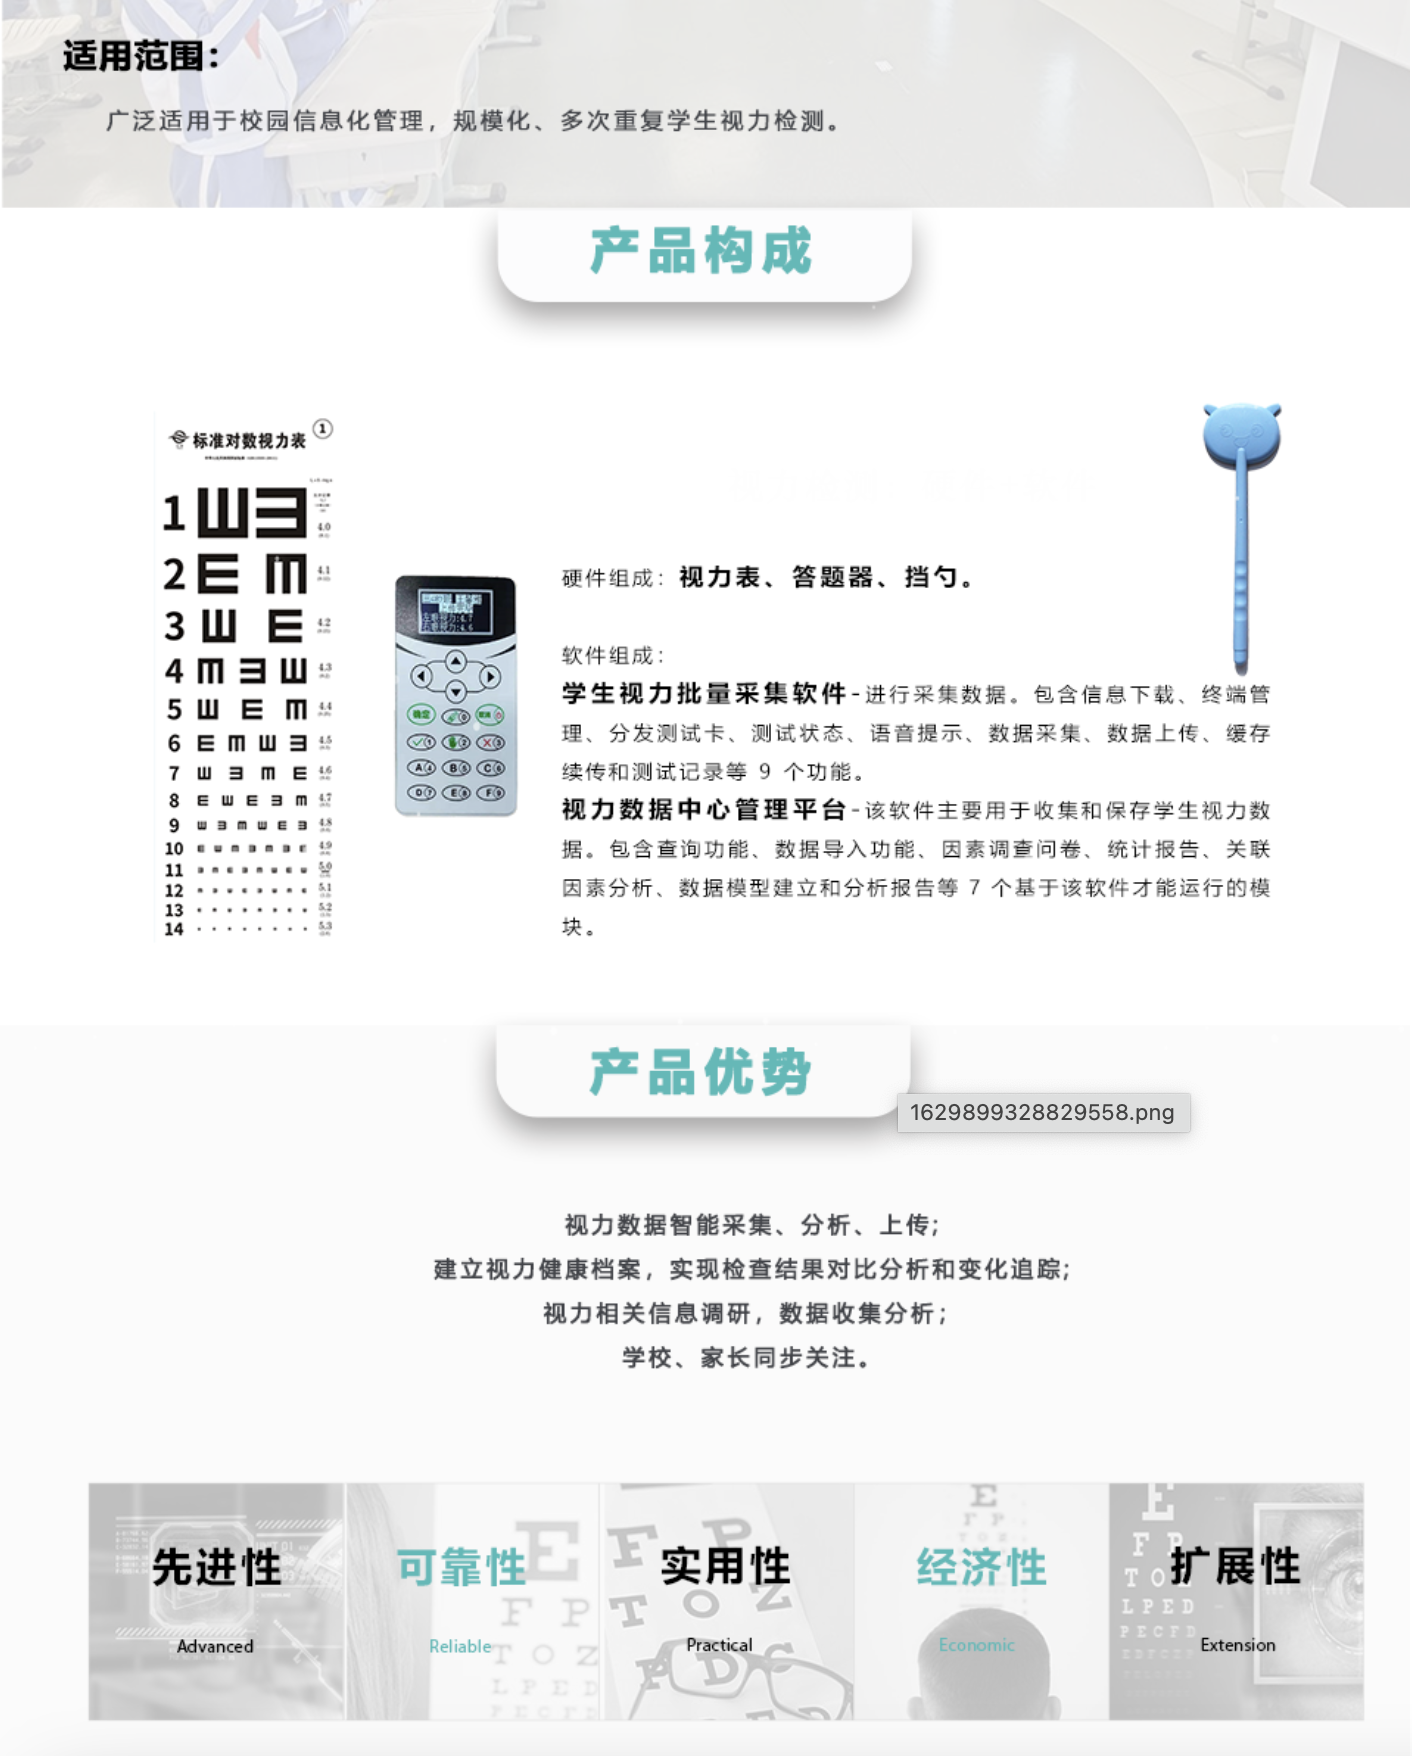 适用范围：
广泛适用于校园信息化管理，规模化、多次重复学生视力检测。
产品构成
标准对数视力表
1
1
4.0
2
4.1
3
4.2
4
4.3
5
4.4
6
4.5
7
4.6
8
4.7
9
4.8
10
4.9
11
5.0
12
5.1
13
5.2
14
5.3
确定
A
B
C
D
E
F
硬件组成：视力表、答题器、挡勺。
软件组成：
学生视力批量采集软件-进行采集数据。包含信息下载、终端管
理、分发测试卡、测试状态、语音提示、数据采集、数据上传、缓存
续传和测试记录等 9 个功能。
视力数据中心管理平台-该软件主要用于收集和保存学生视力数
据。包含查询功能、数据导入功能、因素调查问卷、统计报告、关联
因素分析、数据模型建立和分析报告等 7 个基于该软件才能运行的模
块。
产品优势
1629899328829558.png
视力数据智能采集、分析、上传；
建立视力健康档案，实现检查结果对比分析和变化追踪；
视力相关信息调研，数据收集分析；
学校、家长同步关注。
先进性
Advanced
可靠性
Reliable
实用性
Practical
经济性
Economic
扩展性
Extension